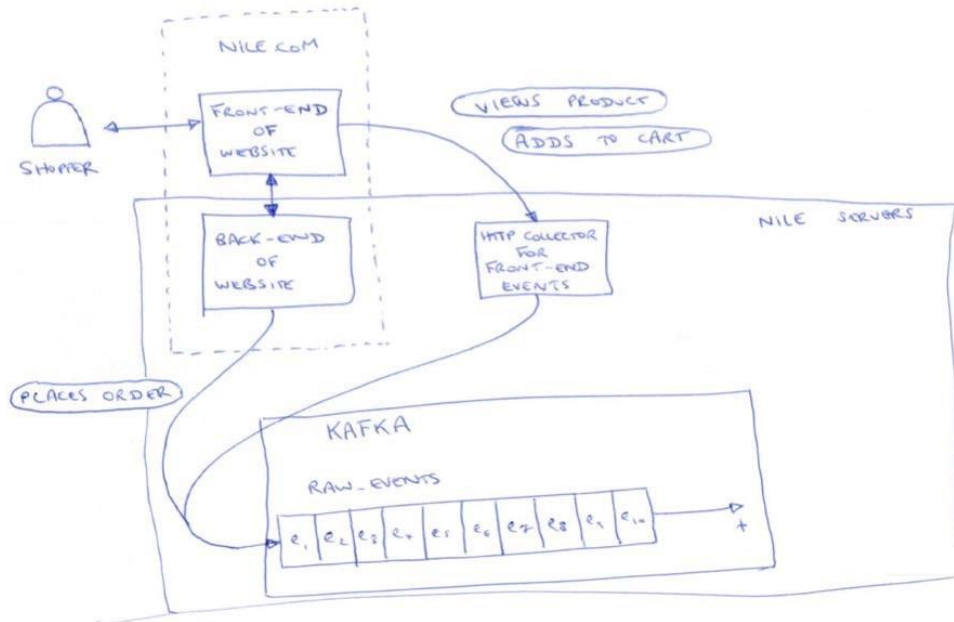 NILE.COM
SHOPPER
FRONT-END
OF
WEBSITE
VIEWS PRODUCT
ADDS TO CART
NILE SERVERS
BACK-END
OF
WEBSITE
HTTP COLLECTOR
FOR
FRONT-END
EVENTS
PLACES ORDER
KAFKA
RAW_EVENTS
e1 e2 e3 e4 e5 e6 e7 e8 e9 e10
t